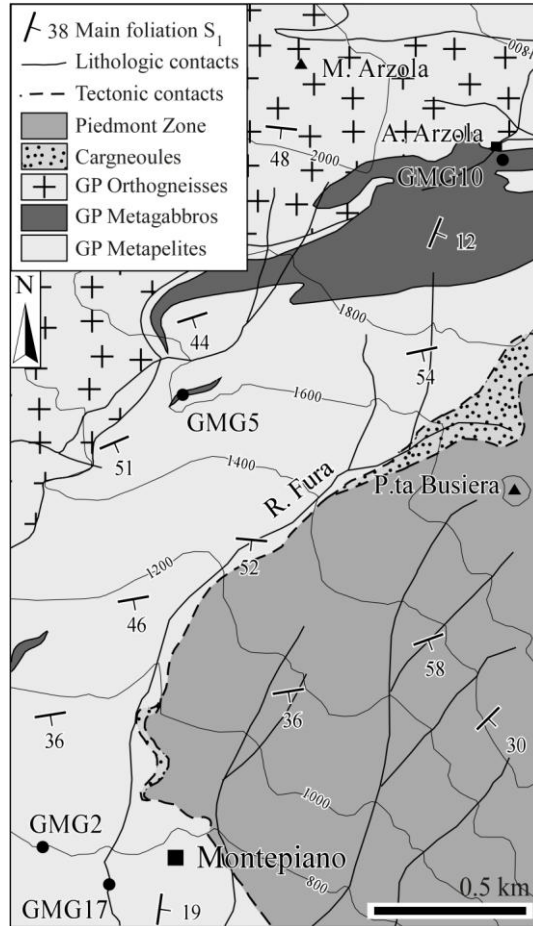 38 Main foliation S1
Lithologic contacts
Tectonic contacts
Piedmont Zone
Cargneoules
GP Orthogneisses
GP Metagabbros
GP Metapelites
N
1800
M. Arzola
A. Arzola
48
2000
GMG10
12
1800
44
54
1600
GMG5
51
1400
R. Fura
P.ta Busiera
52
1200
46
58
36
36
30
1000
GMG2
Montepiano
800
GMG17
19
0.5 km